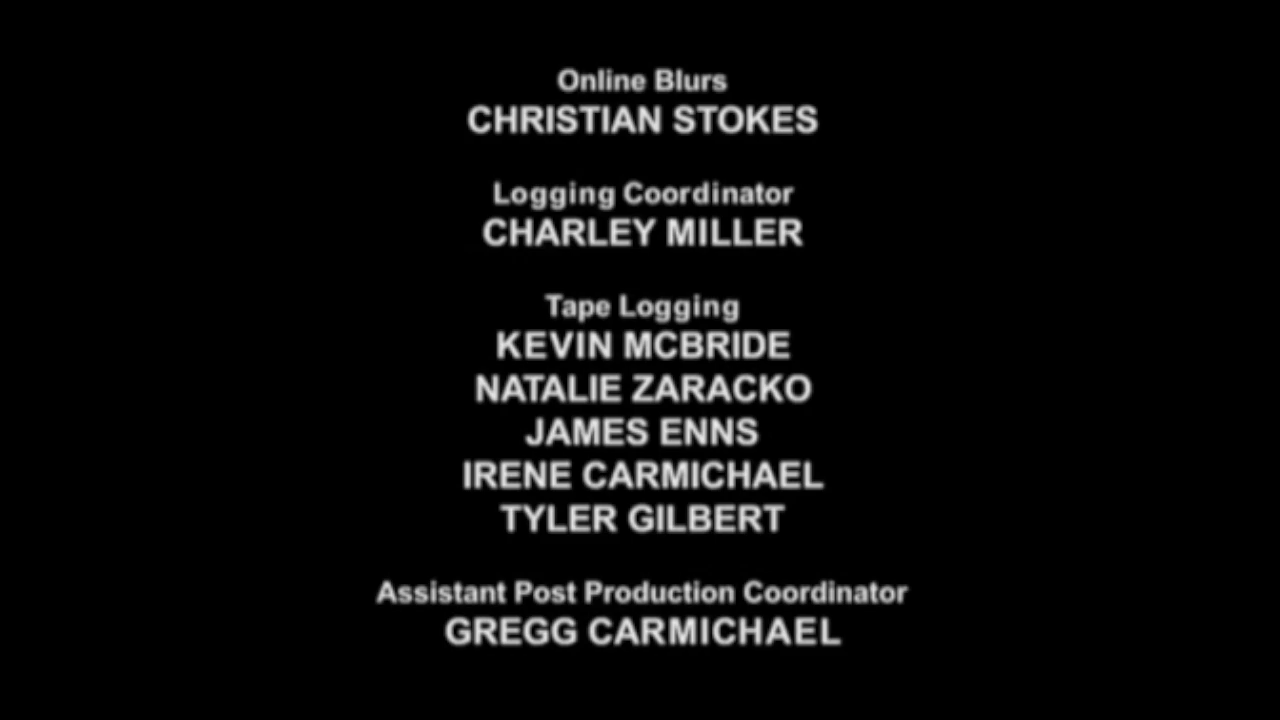 Online Blurs
CHRISTIAN STOKES
Logging Coordinator
CHARLEY MILLER
Tape Logging
KEVIN MCBRIDE
NATALIE ZARACKO
JAMES ENNS
IRENE CARMICHAEL
TYLER GILBERT
Assistant Post Production Coordinator
GREGG CARMICHAEL